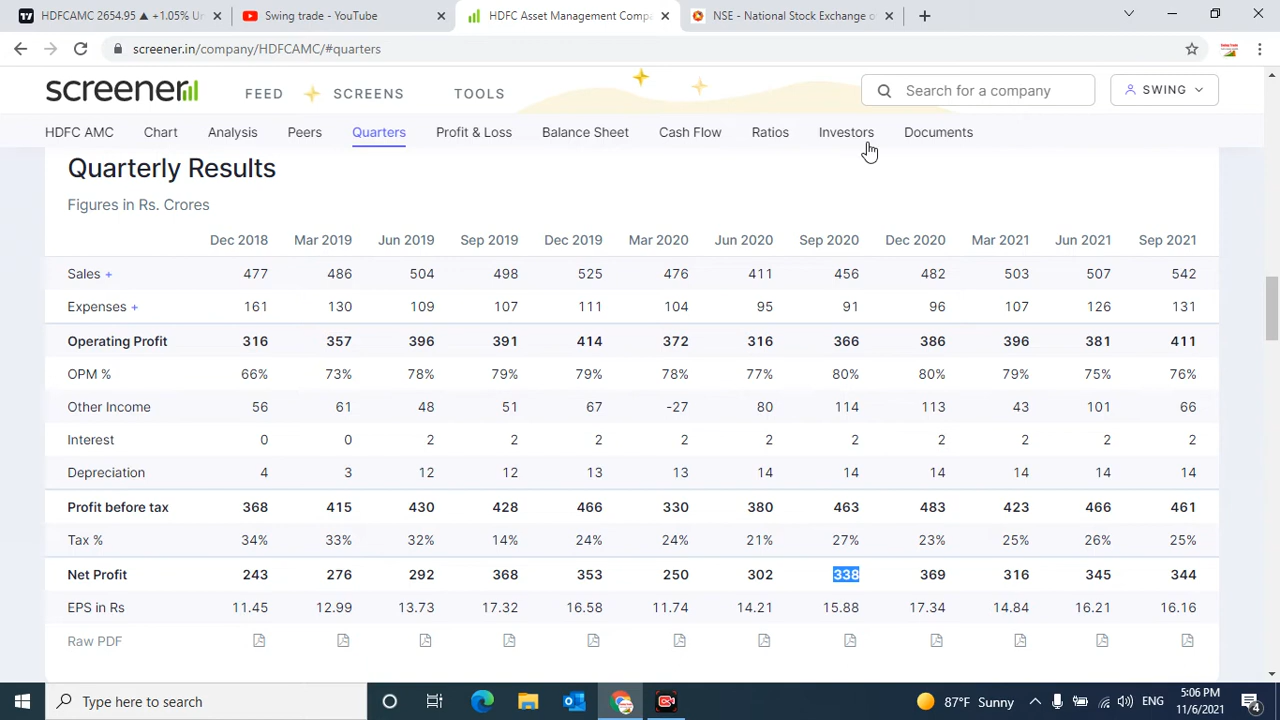 HDFCAMC 2654.95 ▲ +1.05% Un
Swing trade - YouTube
HDFC Asset Management Compa
NSE - National Stock Exchange o
screener.in/company/HDFCAMC/#quarters
screener
FEED
SCREENS
TOOLS
Search for a company
SWING
HDFC AMC Chart Analysis Peers Quarters Profit & Loss Balance Sheet Cash Flow Ratios Investors Documents
Quarterly Results
Figures in Rs. Crores
Dec 2018 Mar 2019 Jun 2019 Sep 2019 Dec 2019 Mar 2020 Jun 2020 Sep 2020 Dec 2020 Mar 2021 Jun 2021 Sep 2021
Sales + 477 486 504 498 525 476 411 456 482 503 507 542
Expenses + 161 130 109 107 111 104 95 91 96 107 126 131
Operating Profit 316 357 396 391 414 372 316 366 386 396 381 411
OPM % 66% 73% 78% 79% 79% 78% 77% 80% 80% 79% 75% 76%
Other Income 56 61 48 51 67 -27 80 114 113 43 101 66
Interest 0 0 2 2 2 2 2 2 2 2 2 2
Depreciation 4 3 12 12 13 13 14 14 14 14 14 14
Profit before tax 368 415 430 428 466 330 380 463 483 423 466 461
Tax % 34% 33% 32% 14% 24% 24% 21% 27% 23% 25% 26% 25%
Net Profit 243 276 292 368 353 250 302 338 369 316 345 344
EPS in Rs 11.45 12.99 13.73 17.32 16.58 11.74 14.21 15.88 17.34 14.84 16.21 16.16
Raw PDF
Type here to search
87°F Sunny
ENG
5:06 PM
11/6/2021
4